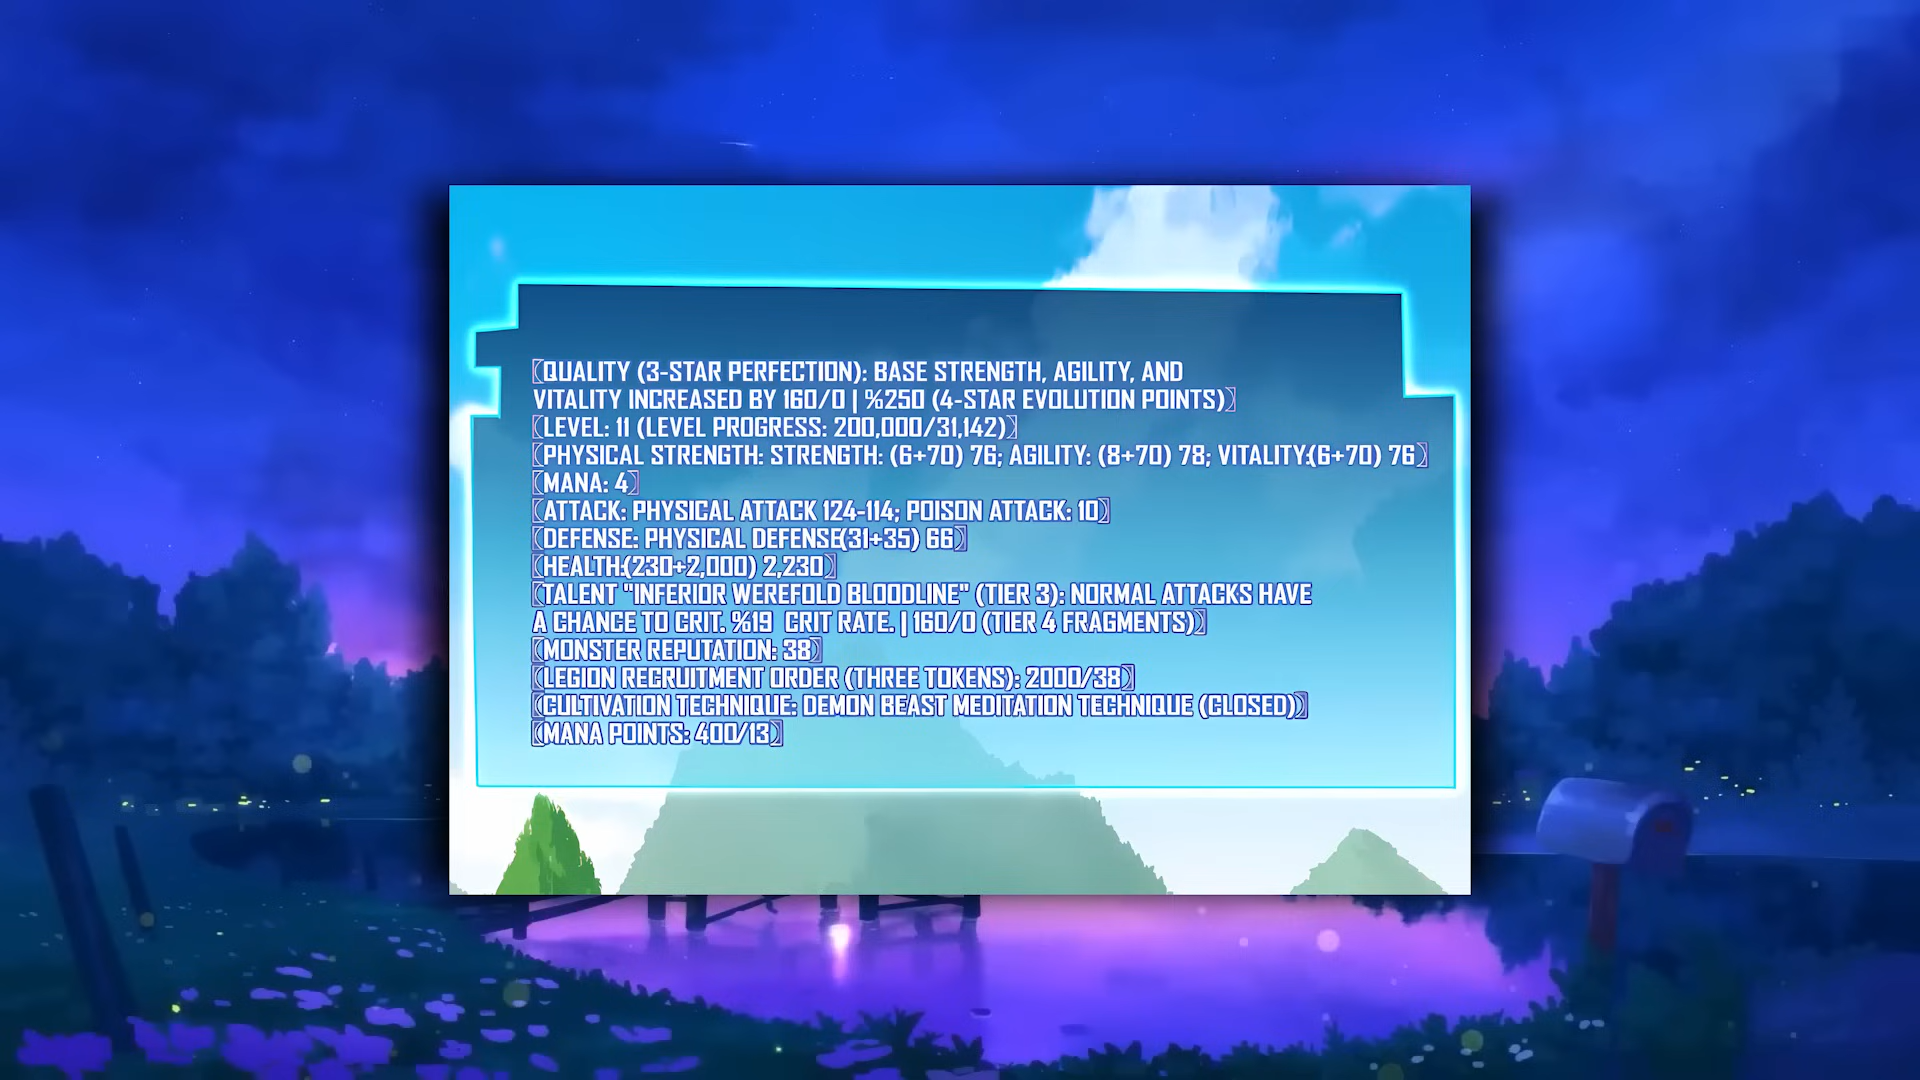 〖QUALITY (3-STAR PERFECTION): BASE STRENGTH, AGILITY, AND
VITALITY INCREASED BY 160/0 | %250 (4-STAR EVOLUTION POINTS)〗
〖LEVEL: 11 (LEVEL PROGRESS: 200,000/31,142)〗
〖PHYSICAL STRENGTH: STRENGTH: (6+70) 76; AGILITY: (8+70) 78; VITALITY:(6+70) 76〗
〖MANA: 4〗
〖ATTACK: PHYSICAL ATTACK 124-114; POISON ATTACK: 10〗
〖DEFENSE: PHYSICAL DEFENSE(31+35) 66〗
〖HEALTH:(230+2,000) 2,230〗
〖TALENT "INFERIOR WEREFOLD BLOODLINE" (TIER 3): NORMAL ATTACKS HAVE
A CHANCE TO CRIT. %19 CRIT RATE. | 160/0 (TIER 4 FRAGMENTS)〗
〖MONSTER REPUTATION: 38〗
〖LEGION RECRUITMENT ORDER (THREE TOKENS): 2000/38〗
〖CULTIVATION TECHNIQUE: DEMON BEAST MEDITATION TECHNIQUE (CLOSED)〗
〖MANA POINTS: 400/13〗